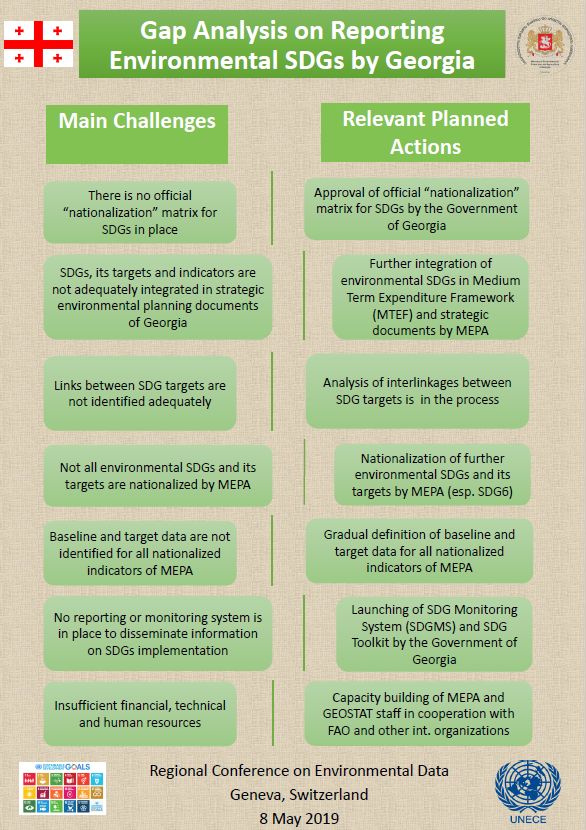 Gap Analysis on Reporting
Environmental SDGs by Georgia
Main Challenges
Relevant Planned
Actions
There is no official
“nationalization” matrix for
SDGs in place
Approval of official “nationalization”
matrix for SDGs by the Government
of Georgia
SDGs, its targets and indicators are
not adequately integrated in strategic
environmental planning documents
of Georgia
Further integration of
environmental SDGs in Medium
Term Expenditure Framework
(MTEF) and strategic
documents by MEPA
Links between SDG targets are
not identified adequately
Analysis of interlinkages between
SDG targets is in the process
Not all environmental SDGs and its
targets are nationalized by MEPA
Nationalization of further
environmental SDGs and its
targets by MEPA (esp. SDG6)
Baseline and target data are not
identified for all nationalized
indicators of MEPA
Gradual definition of baseline and
target data for all nationalized
indicators of MEPA
No reporting or monitoring system is
in place to disseminate information
on SDGs implementation
Launching of SDG Monitoring
System (SDGMS) and SDG
Toolkit by the Government of
Georgia
Insufficient financial, technical
and human resources
Capacity building of MEPA and
GEOSTAT staff in cooperation with
FAO and other int. organizations
GOALS
Regional Conference on Environmental Data
Geneva, Switzerland
8 May 2019
UNECE